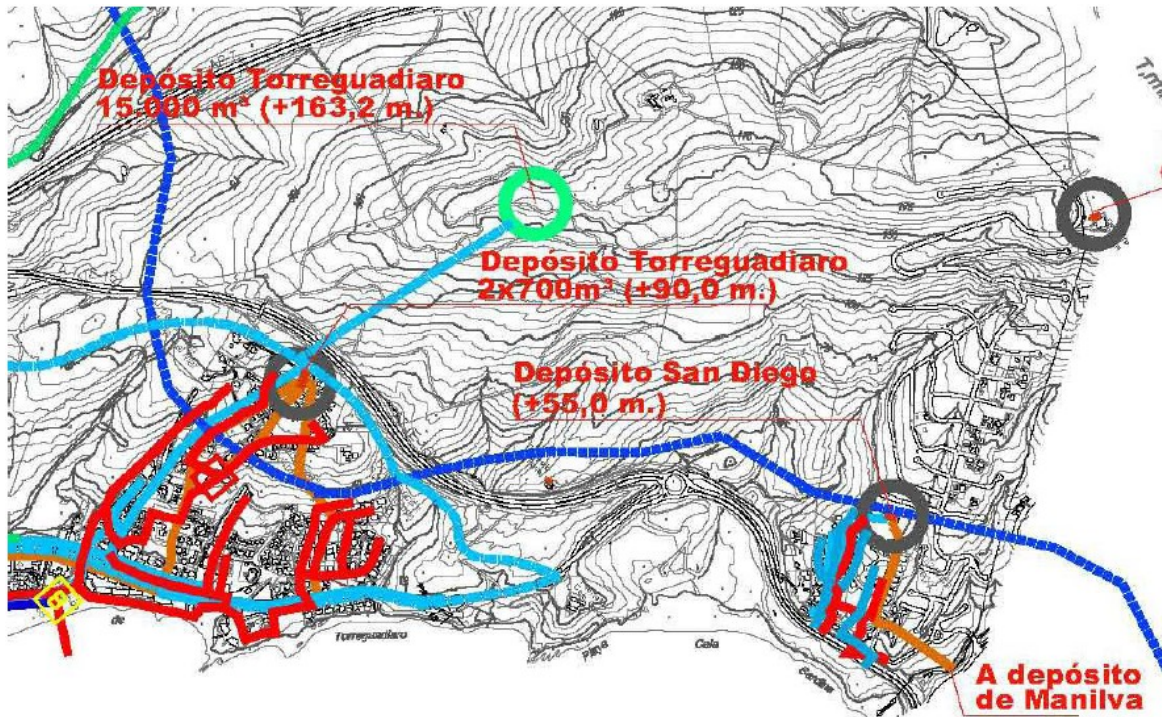 Depósito Torreguadiaro
15.000 m³ (+163,2 m.)
T.m.
Depósito Torreguadiaro
2x700m³ (+90,0 m.)
Depósito San Diego
(+55,0 m.)
de
Torreguadiaro
Playa
Cala
A depósito
de Manilva